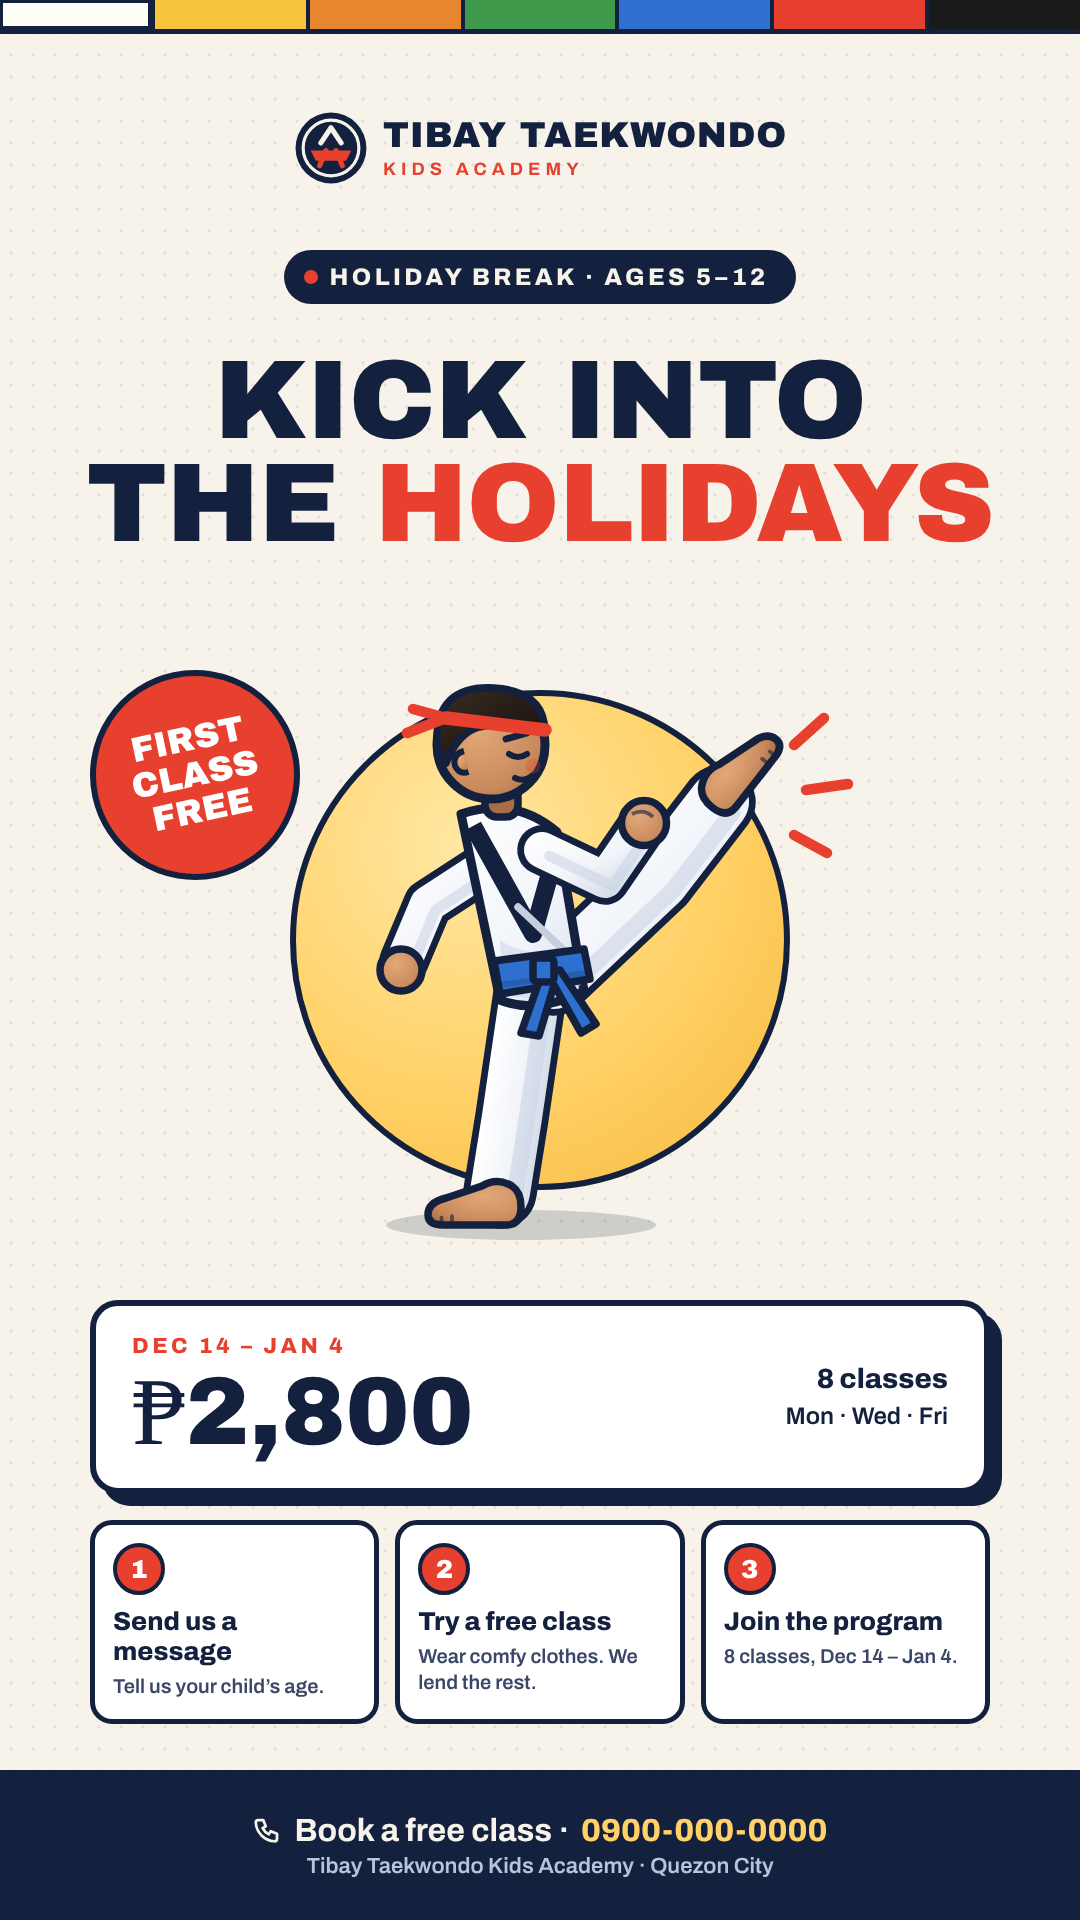 TIBAY TAEKWONDO
KIDS ACADEMY
HOLIDAY BREAK · AGES 5–12
KICK INTO
THE HOLIDAYS
FIRST
CLASS
FREE
DEC 14 – JAN 4
₱2,800
8 classes
Mon · Wed · Fri
1
Send us a
message
Tell us your child’s age.
2
Try a free class
Wear comfy clothes. We
lend the rest.
3
Join the program
8 classes, Dec 14 – Jan 4.
Book a free class · 0900-000-0000
Tibay Taekwondo Kids Academy · Quezon City